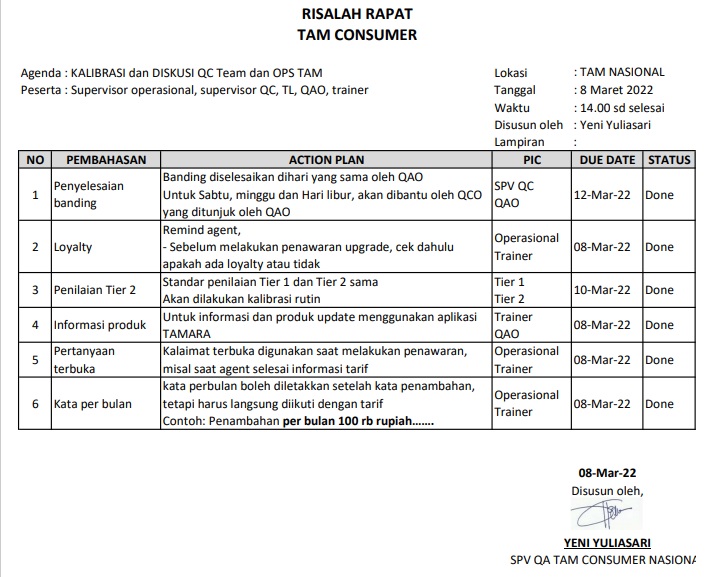 RISALAH RAPAT
TAM CONSUMER
Agenda : KALIBRASI dan DISKUSI QC Team dan OPS TAM
Peserta : Supervisor operasional, supervisor QC, TL, QAO, trainer
Lokasi : TAM NASIONAL
Tanggal : 8 Maret 2022
Waktu : 14.00 sd selesai
Disusun oleh : Yeni Yuliasari
Lampiran :
NO PEMBAHASAN ACTION PLAN PIC DUE DATE STATUS
1 Penyelesaian banding
Banding diselesaikan dihari yang sama oleh QAO
Untuk Sabtu, minggu dan Hari libur, akan dibantu oleh QCO
yang ditunjuk oleh QAO
SPV QC
QAO
12-Mar-22 Done
2 Loyalty
Remind agent,
- Sebelum melakukan penawaran upgrade, cek dahulu
apakah ada loyalty atau tidak
Operasional
Trainer
08-Mar-22 Done
3 Penilaian Tier 2
Standar penilaian Tier 1 dan Tier 2 sama
Akan dilakukan kalibrasi rutin
Tier 1
Tier 2
10-Mar-22 Done
4 Informasi produk
Untuk informasi dan produk update menggunakan aplikasi
TAMARA
Trainer
QAO
08-Mar-22 Done
5 Pertanyaan terbuka
Kalaimat terbuka digunakan saat melakukan penawaran,
misal saat agent selesai informasi tarif
Operasional
Trainer
08-Mar-22 Done
6 Kata per bulan
kata perbulan boleh diletakkan setelah kata penambahan,
tetapi harus langsung diikuti dengan tarif
Contoh: Penambahan per bulan 100 rb rupiah…….
Operasional
Trainer
08-Mar-22 Done
08-Mar-22
Disusun oleh,
YENI YULIASARI
SPV QA TAM CONSUMER NASIONA